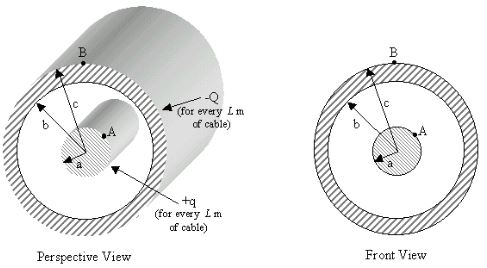 B
-Q
(for every L m
of cable)
c
b
A
a
+q
(for every L m
of cable)
Perspective View
B
c
b
A
a
Front View